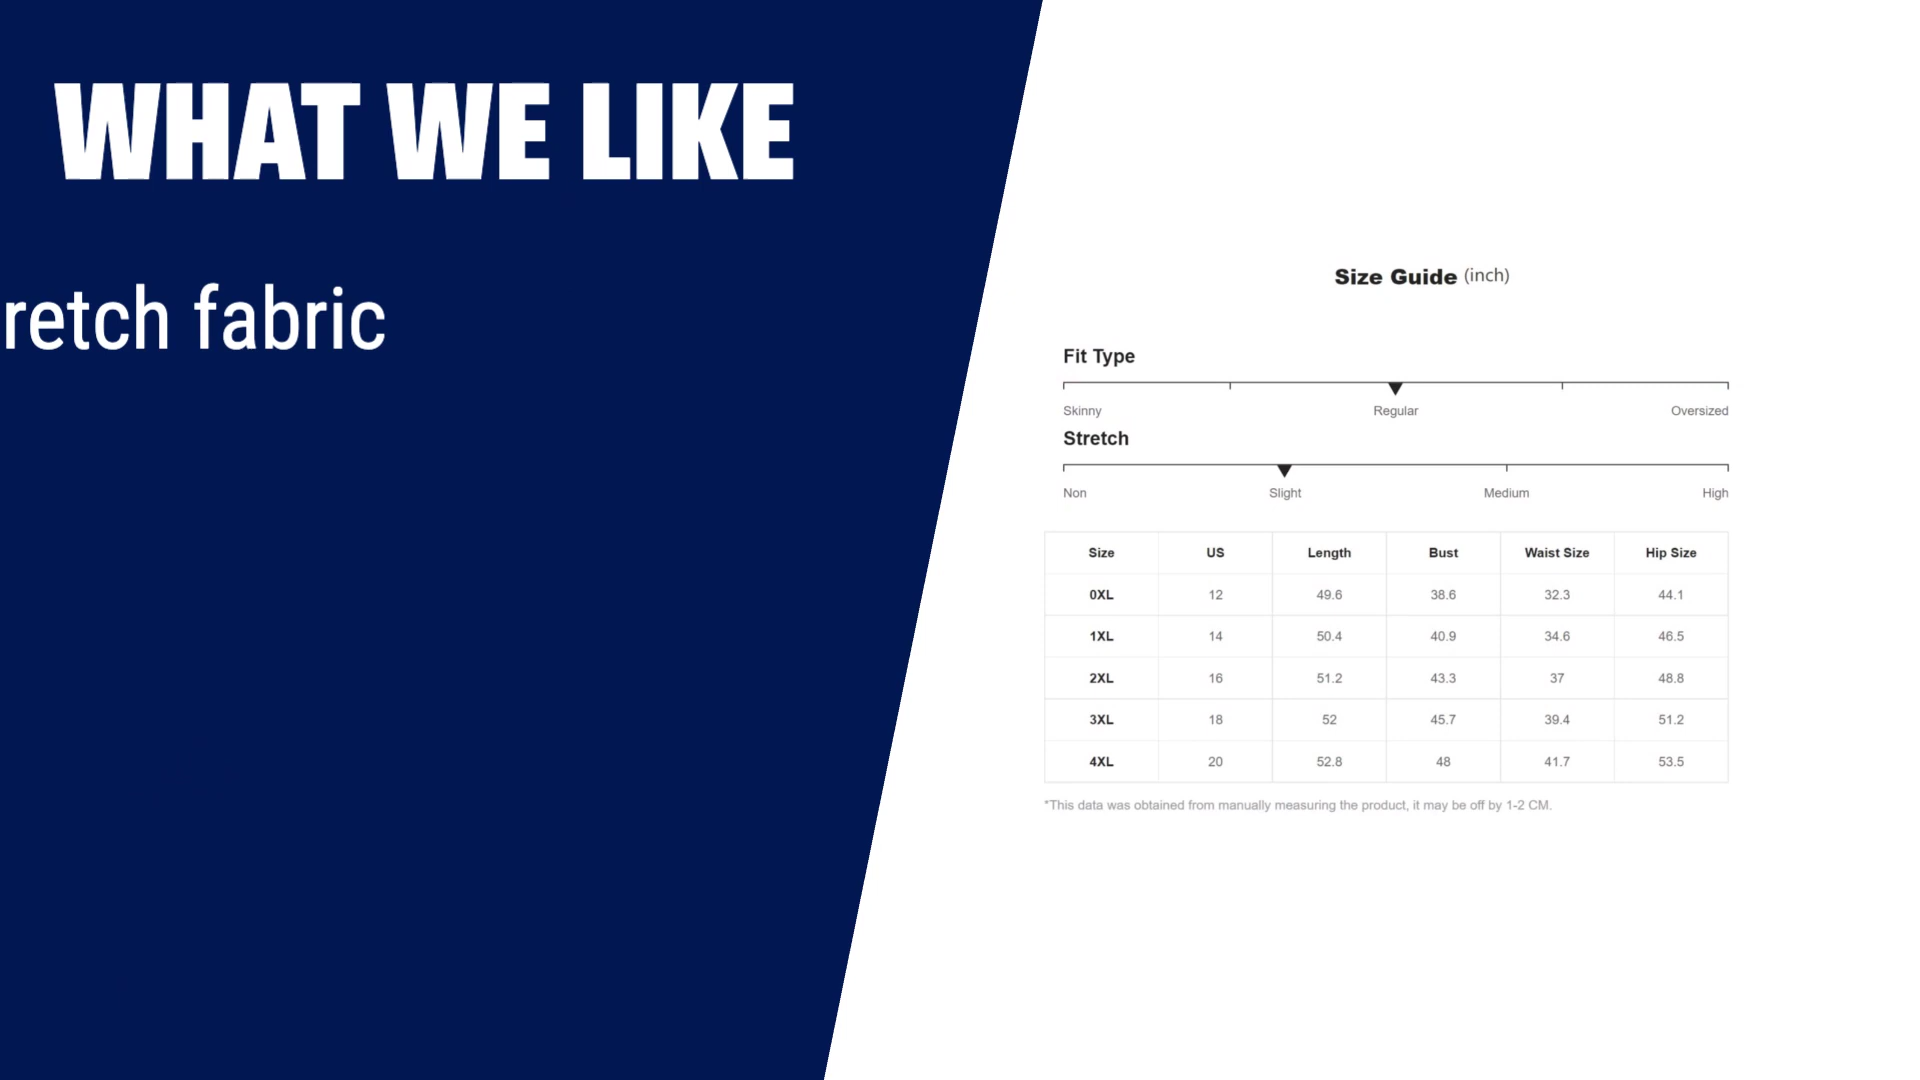 WHAT WE LIKE
retch fabric
Size Guide (inch)
Fit Type
Skinny Regular Oversized
Stretch
Non Slight Medium High
Size US Length Bust Waist Size Hip Size
0XL 12 49.6 38.6 32.3 44.1
1XL 14 50.4 40.9 34.6 46.5
2XL 16 51.2 43.3 37 48.8
3XL 18 52 45.7 39.4 51.2
4XL 20 52.8 48 41.7 53.5
*This data was obtained from manually measuring the product, it may be off by 1-2 CM.